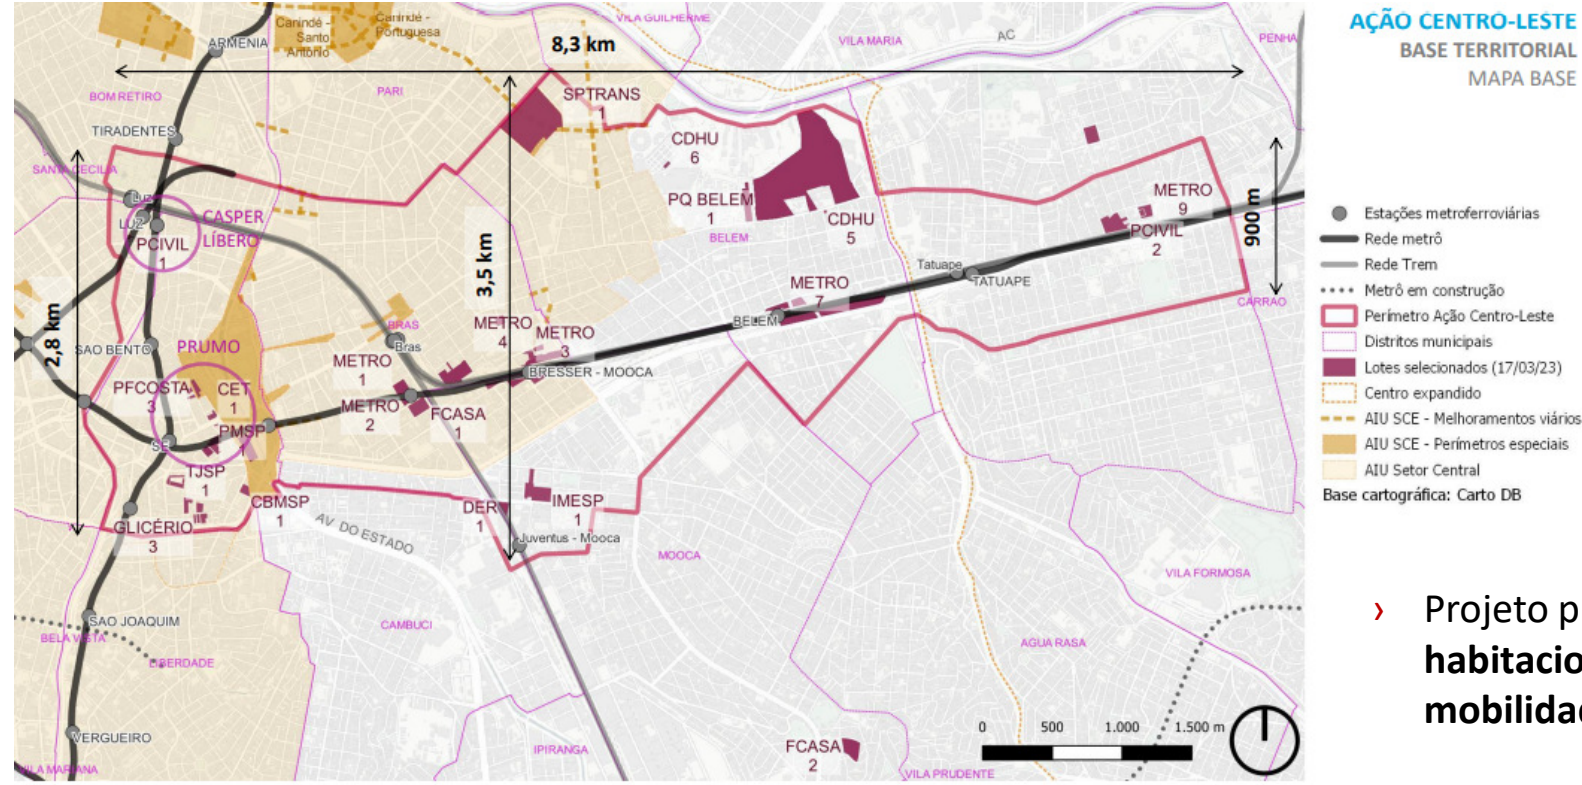 AÇÃO CENTRO-LESTE
BASE TERRITORIAL
MAPA BASE
Canindé -
Santo
Antonio
Canindé -
Portuguesa
VILA GUILHERME
ARMENIA
8,3 km
VILA MARIA
AC
PENHA
BOM RETIRO
PARI
SPTRANS
1
TIRADENTES
CDHU
6
SANTA CECILIA
Luz
LUZ
CASPER
LÍBERO
PCIVIL
1
PQ BELEM
1
BELEM
CDHU
5
METRO
9
PCIVIL
2
900 m
3,5 km
2,8 km
Tatuape
TATUAPE
METRO
7
CARRAO
BELEM
METRO
4
METRO
3
BRAS
Bras
SAO BENTO
PRUMO
METRO
1
BRESSER - MOOCA
PFCOSTA
3
CET
1
METRO
2
FCASA
1
PMSP
1
SE
TJSP
1
CBMSP
1
DER
1
IMESP
1
GLICÉRIO
3
AV. DO ESTADO
Juventus - Mooca
MOOCA
VILA FORMOSA
SAO JOAQUIM
CAMBUCI
BELA VISTA
LIBERDADE
AGUA RASA
VERGUEIRO
IPIRANGA
FCASA
2
VILA MARIANA
VILA PRUDENTE
0 500 1.000 1.500 m
Estações metroferroviárias
Rede metrô
Rede Trem
Metrô em construção
Perímetro Ação Centro-Leste
Distritos municipais
Lotes selecionados (17/03/23)
Centro expandido
AIU SCE - Melhoramentos viários
AIU SCE - Perímetros especiais
AIU Setor Central
Base cartográfica: Carto DB
› Projeto p
habitacio
mobilida